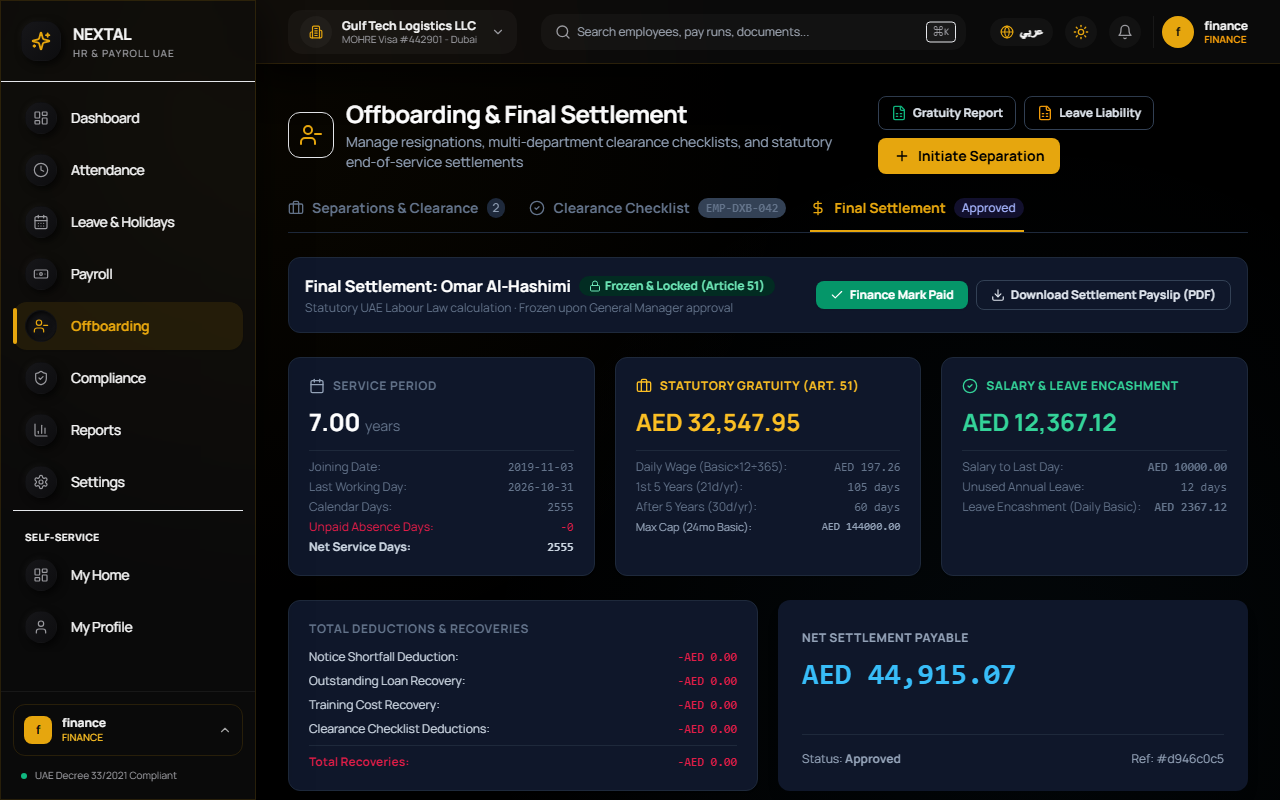 NEXTAL
HR & PAYROLL UAE
Dashboard
Attendance
Leave & Holidays
Payroll
Offboarding
Compliance
Reports
Settings
SELF-SERVICE
My Home
My Profile
f
finance
FINANCE
UAE Decree 33/2021 Compliant
Gulf Tech Logistics LLC
MOHRE Visa #442901 - Dubai
Search employees, pay runs, documents...
⌘K
عربي
f
finance
FINANCE
Offboarding & Final Settlement
Manage resignations, multi-department clearance checklists, and statutory
end-of-service settlements
Gratuity Report
Leave Liability
Initiate Separation
Separations & Clearance 2
Clearance Checklist EMP-DXB-042
Final Settlement Approved
Final Settlement: Omar Al-Hashimi Frozen & Locked (Article 51)
Statutory UAE Labour Law calculation · Frozen upon General Manager approval
Finance Mark Paid
Download Settlement Payslip (PDF)
SERVICE PERIOD
7.00 years
Joining Date: 2019-11-03
Last Working Day: 2026-10-31
Calendar Days: 2555
Unpaid Absence Days: -0
Net Service Days: 2555
STATUTORY GRATUITY (ART. 51)
AED 32,547.95
Daily Wage (Basic×12÷365): AED 197.26
1st 5 Years (21d/yr): 105 days
After 5 Years (30d/yr): 60 days
Max Cap (24mo Basic): AED 144000.00
SALARY & LEAVE ENCASHMENT
AED 12,367.12
Salary to Last Day: AED 10000.00
Unused Annual Leave: 12 days
Leave Encashment (Daily Basic): AED 2367.12
TOTAL DEDUCTIONS & RECOVERIES
Notice Shortfall Deduction: -AED 0.00
Outstanding Loan Recovery: -AED 0.00
Training Cost Recovery: -AED 0.00
Clearance Checklist Deductions: -AED 0.00
Total Recoveries: -AED 0.00
NET SETTLEMENT PAYABLE
AED 44,915.07
Status: Approved
Ref: #d946c0c5